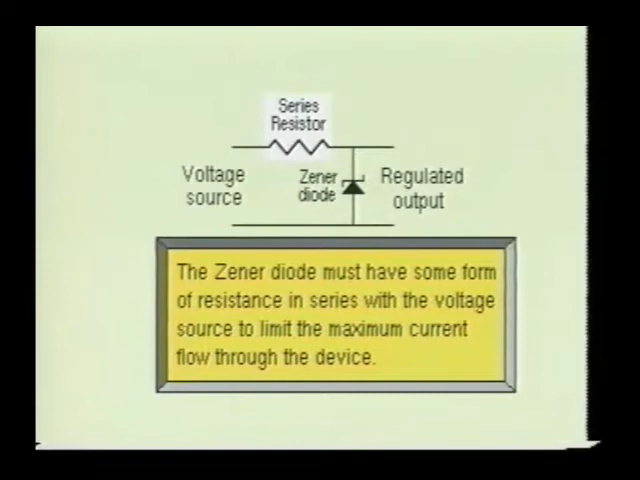 Series
Resistor
Voltage
source
Zener
diode
Regulated
output
The Zener diode must have some form
of resistance in series with the voltage
source to limit the maximum current
flow through the device.